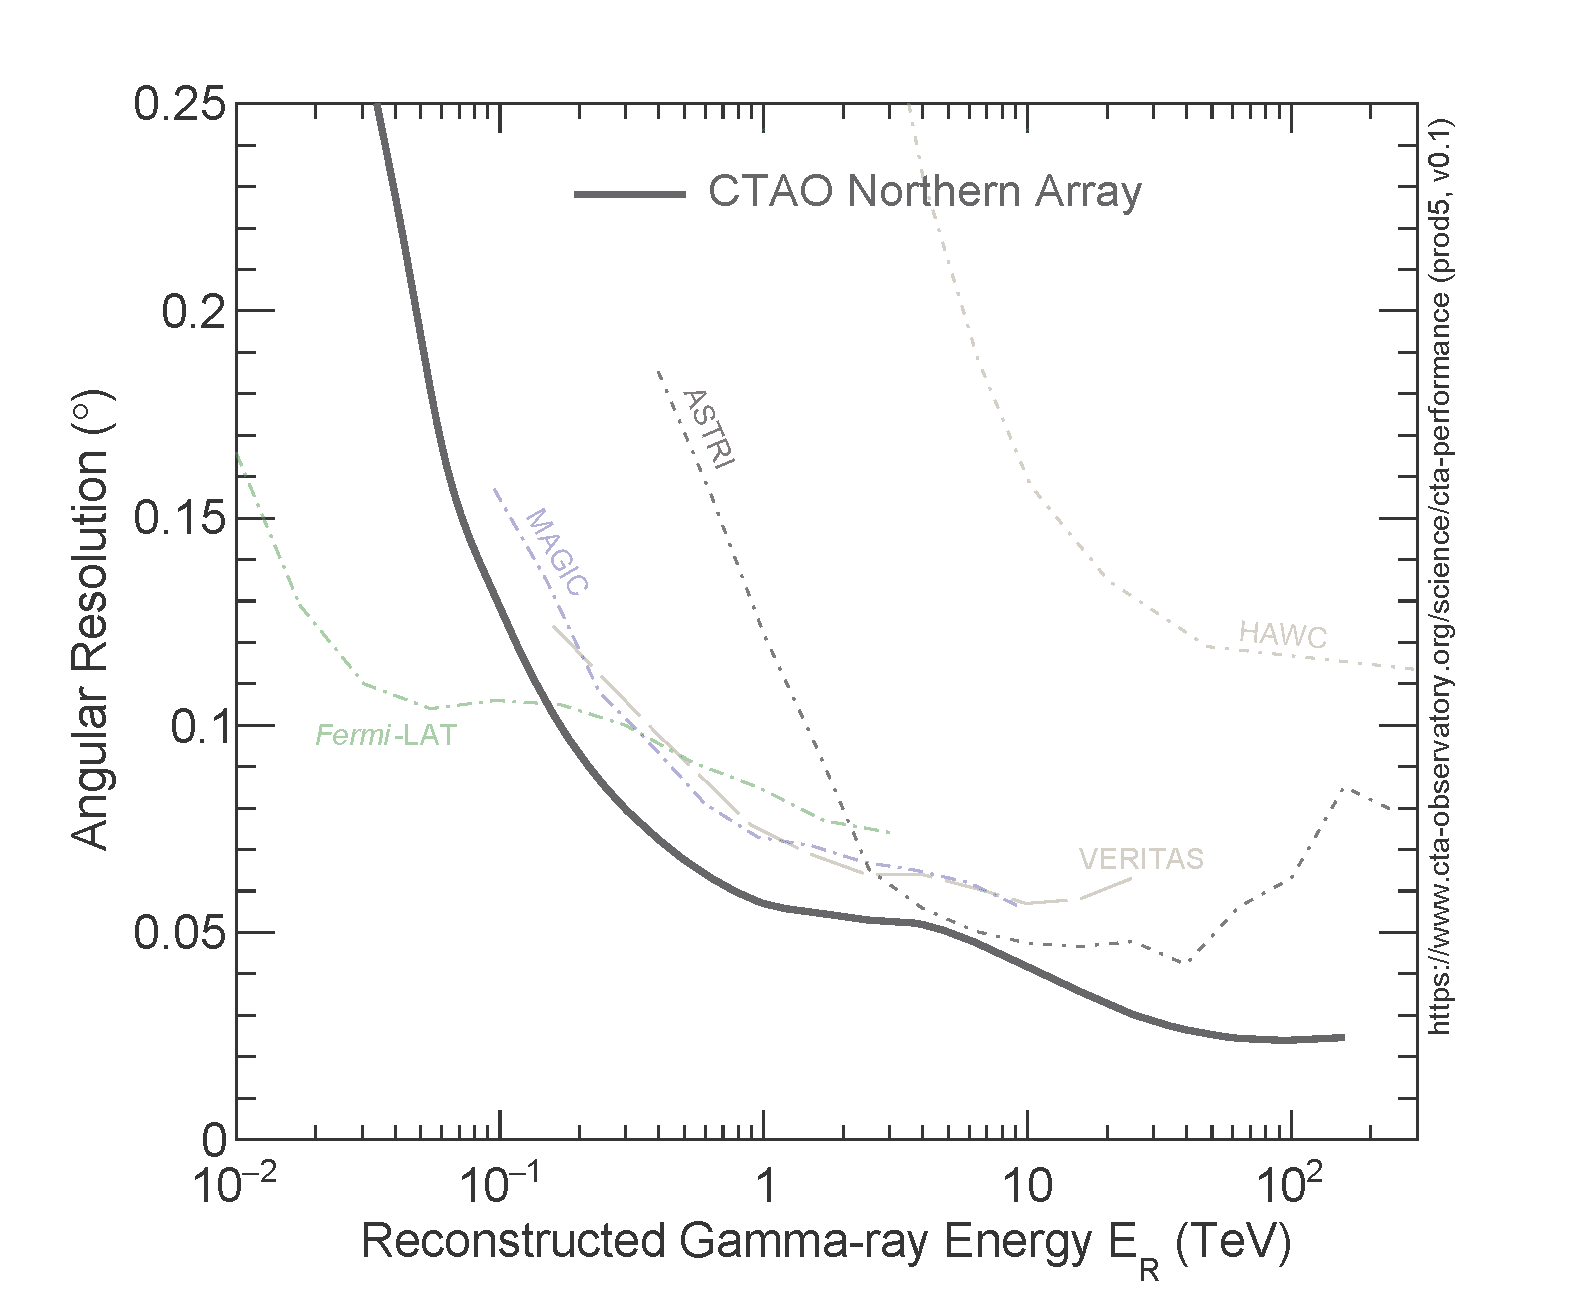 0.25
0.2
0.15
0.1
0.05
0
Angular Resolution (°)
CTAO Northern Array
ASTRI
MAGIC
Fermi-LAT
HAWC
VERITAS
10⁻² 10⁻¹ 1 10 10²
Reconstructed Gamma-ray Energy E_R (TeV)
https://www.cta-observatory.org/science/cta-performance (prod5, v0.1)